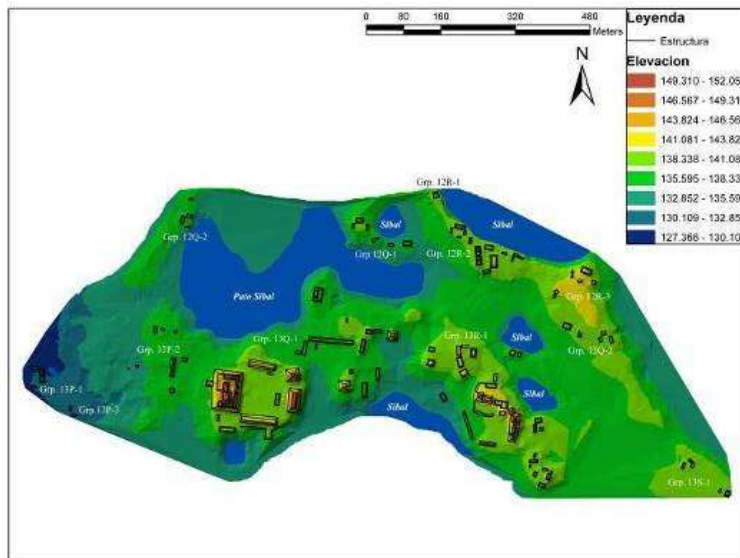 0 80 160 320 480
Meters
N
Leyenda
Estructura
Elevacion
149.310 - 152.05
146.567 - 149.31
143.824 - 146.56
141.081 - 143.82
138.338 - 141.08
135.595 - 138.33
132.852 - 135.59
130.109 - 132.85
127.366 - 130.10
Grp. 12R-1
Grp. 12Q-2
Sibal
Sibal
Grp. 12Q-1
Grp. 12R-2
Pato Sibal
Grp. 12R-3
Grp. 13Q-1
Grp. 13R-1
Sibal
Grp. 12Q-2
Grp. 13P-2
Grp. 13P-1
Grp. 13P-3
Sibal
Sibal
Grp. 13S-1